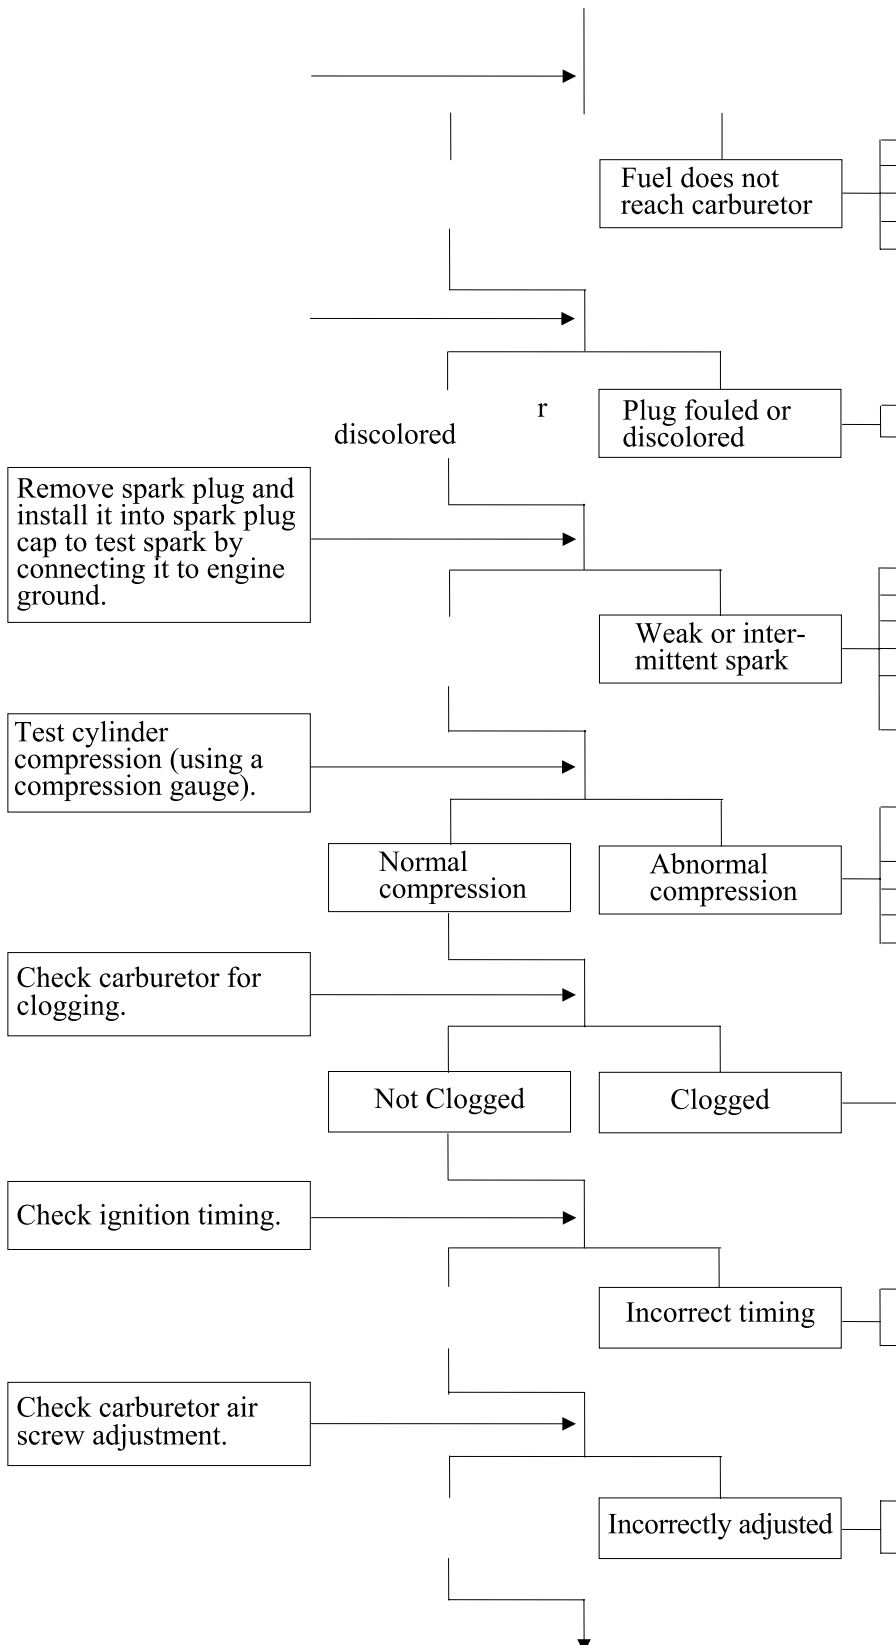 Fuel does not
reach carburetor
r
discolored
Plug fouled or
discolored
Remove spark plug and
install it into spark plug
cap to test spark by
connecting it to engine
ground.
Weak or inter-
mittent spark
Test cylinder
compression (using a
compression gauge).
Normal
compression
Abnormal
compression
Check carburetor for
clogging.
Not Clogged
Clogged
Check ignition timing.
Incorrect timing
Check carburetor air
screw adjustment.
Incorrectly adjusted